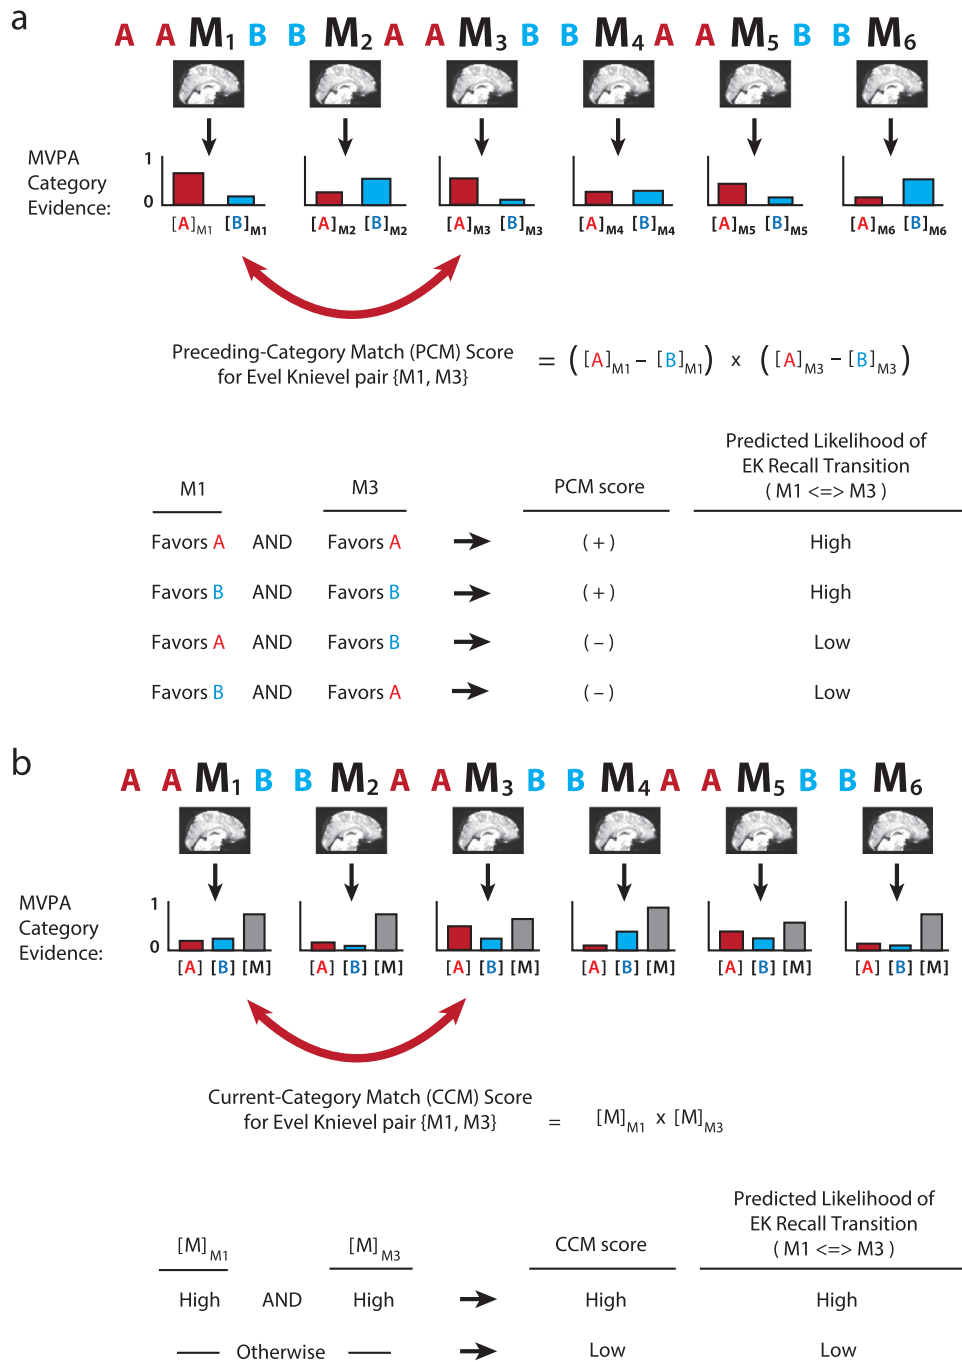 a
A A M1 B B M2 A A M3 B B M4 A A M5 B B M6
MVPA
Category
Evidence:
1
0
[A]M1 [B]M1 [A]M2 [B]M2 [A]M3 [B]M3 [A]M4 [B]M4 [A]M5 [B]M5 [A]M6 [B]M6
Preceding-Category Match (PCM) Score
for Evel Knievel pair {M1, M3}
= ( [A]M1 – [B]M1 ) x ( [A]M3 – [B]M3 )
Predicted Likelihood of
EK Recall Transition
( M1 <=> M3 )
M1 M3 PCM score
Favors A AND Favors A ( + ) High
Favors B AND Favors B ( + ) High
Favors A AND Favors B ( – ) Low
Favors B AND Favors A ( – ) Low
b
A A M1 B B M2 A A M3 B B M4 A A M5 B B M6
MVPA
Category
Evidence:
1
0
[A] [B] [M] [A] [B] [M] [A] [B] [M] [A] [B] [M] [A] [B] [M] [A] [B] [M]
Current-Category Match (CCM) Score
for Evel Knievel pair {M1, M3}
= [M]M1 x [M]M3
Predicted Likelihood of
EK Recall Transition
( M1 <=> M3 )
[M]M1 [M]M3 CCM score
High AND High High High
Otherwise Low Low